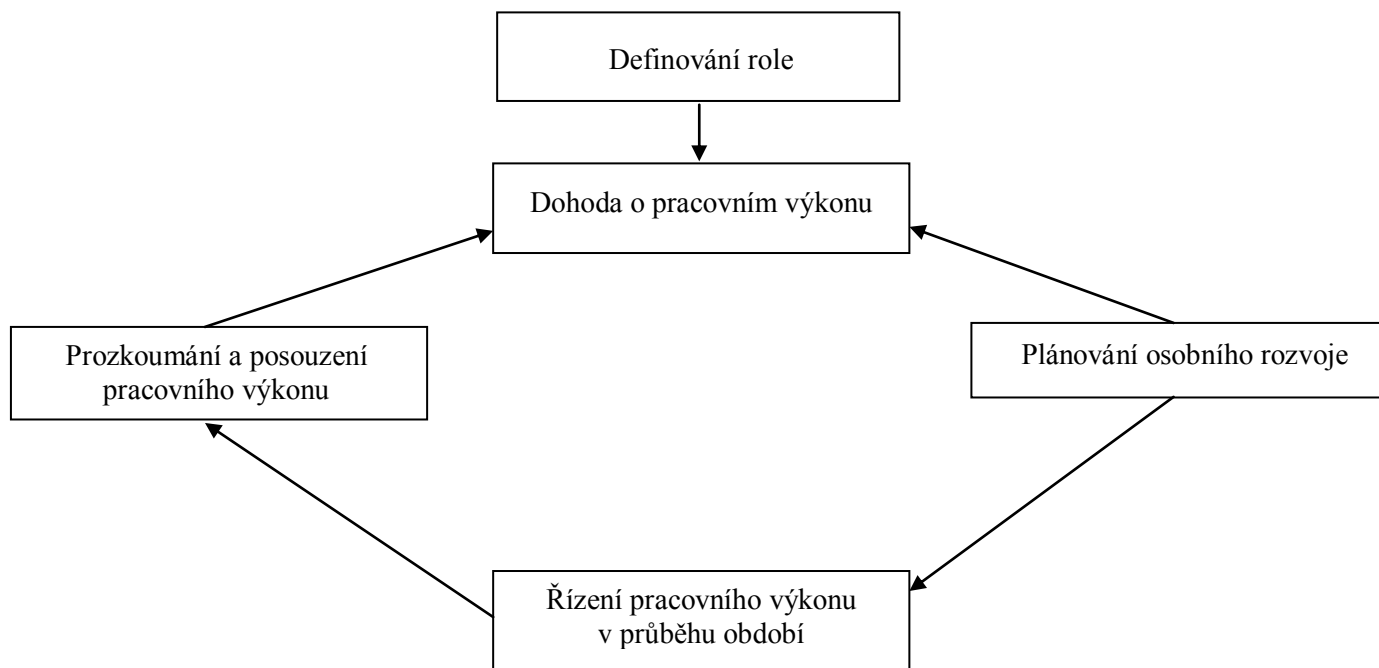 Definování role
Dohoda o pracovním výkonu
Prozkoumání a posouzení
pracovního výkonu
Plánování osobního rozvoje
Řízení pracovního výkonu
v průběhu období